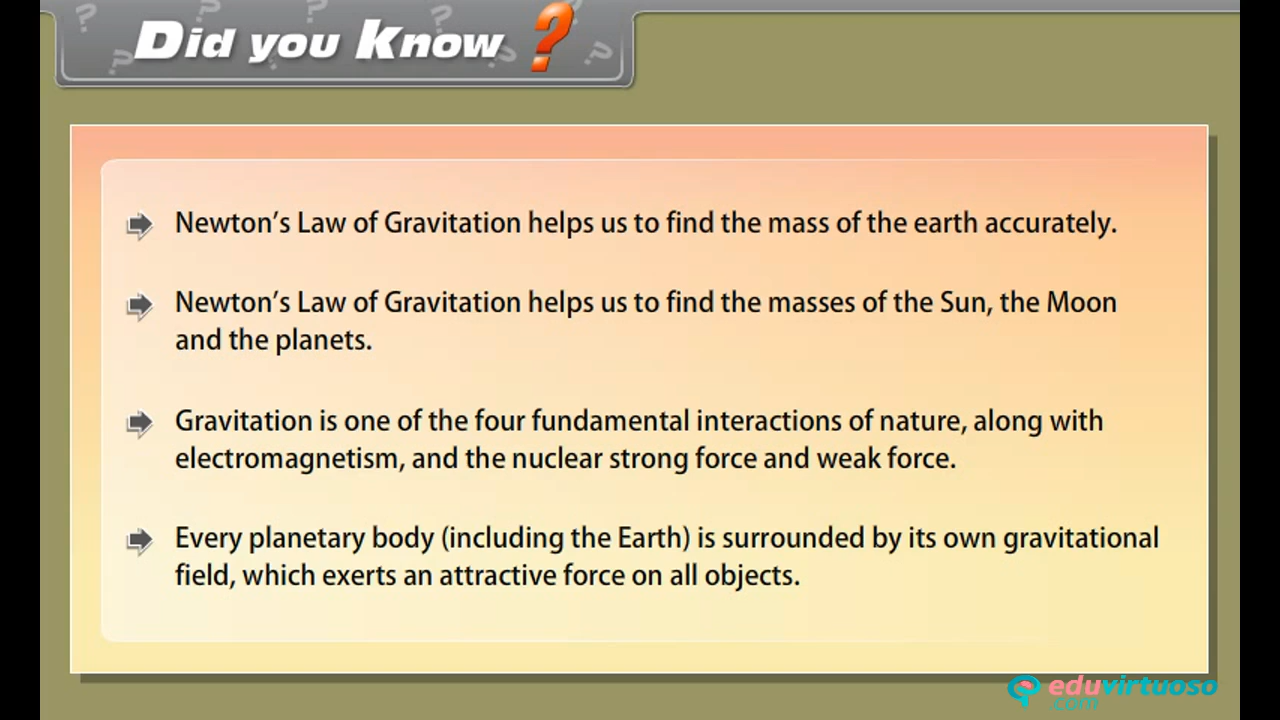 Did you Know ?
Newton's Law of Gravitation helps us to find the mass of the earth accurately.
Newton's Law of Gravitation helps us to find the masses of the Sun, the Moon
and the planets.
Gravitation is one of the four fundamental interactions of nature, along with
electromagnetism, and the nuclear strong force and weak force.
Every planetary body (including the Earth) is surrounded by its own gravitational
field, which exerts an attractive force on all objects.
eduvirtuoso
.com